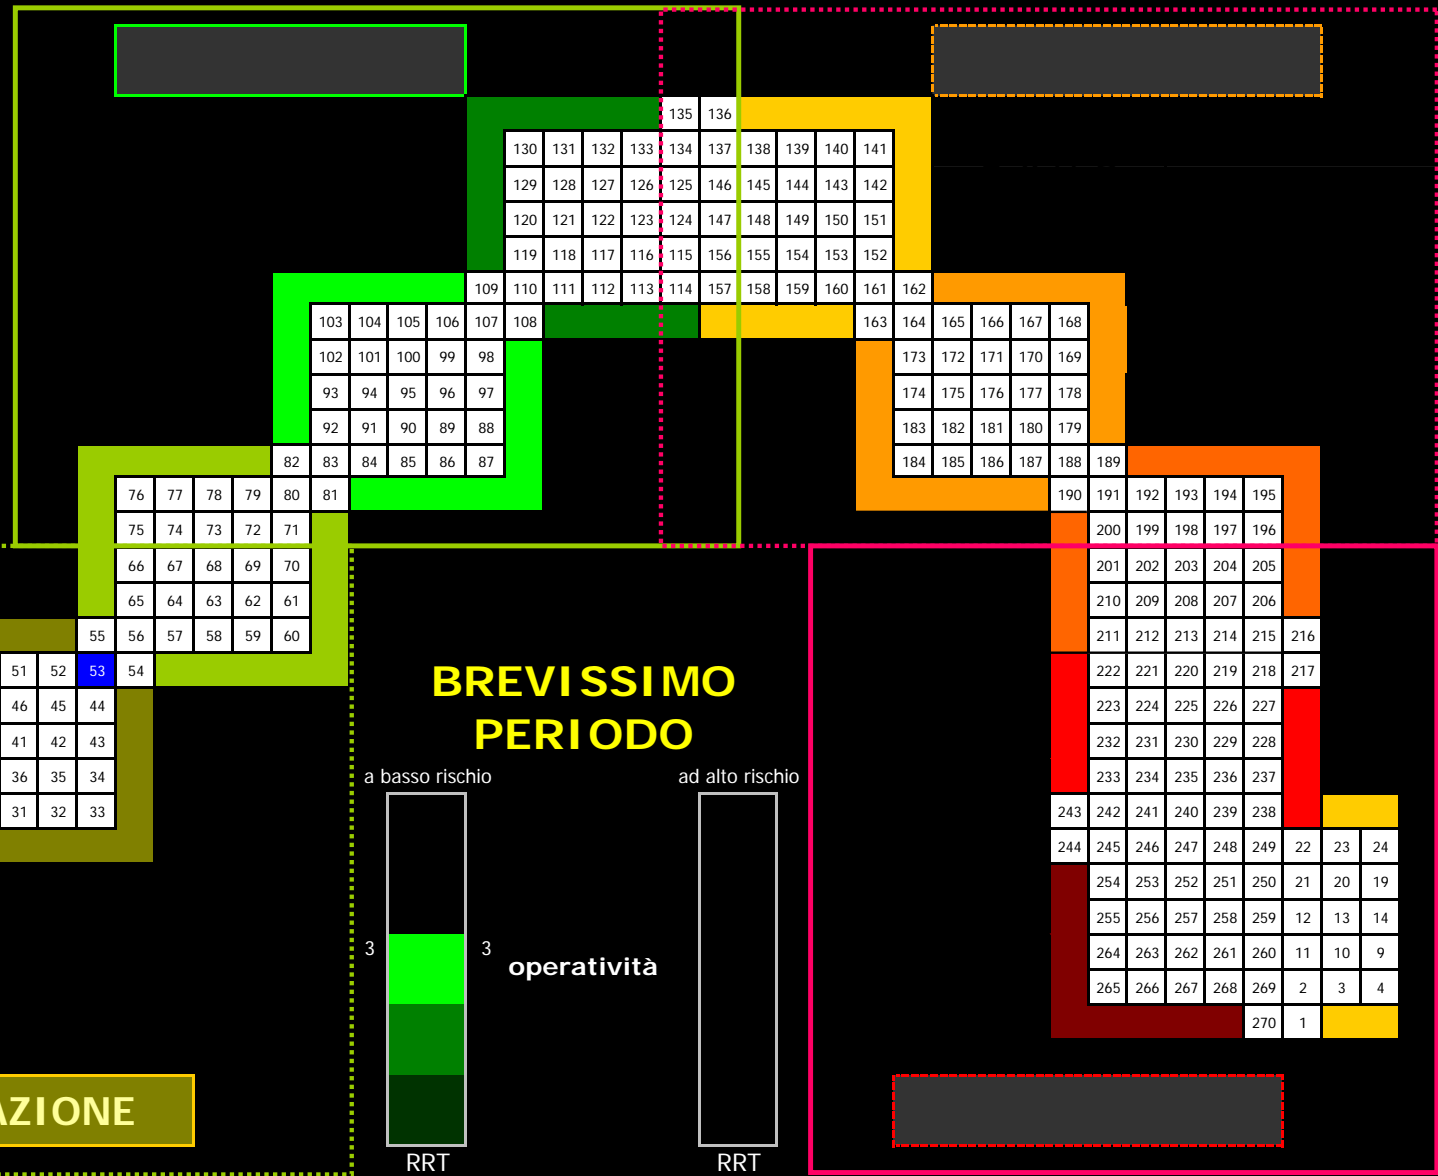 135 136
130 131 132 133 134 137 138 139 140 141
129 128 127 126 125 146 145 144 143 142
120 121 122 123 124 147 148 149 150 151
119 118 117 116 115 156 155 154 153 152
109 110 111 112 113 114 157 158 159 160 161 162
103 104 105 106 107 108 163 164 165 166 167 168
102 101 100 99 98 173 172 171 170 169
93 94 95 96 97 174 175 176 177 178
92 91 90 89 88 183 182 181 180 179
82 83 84 85 86 87 184 185 186 187 188 189
76 77 78 79 80 81 190 191 192 193 194 195
75 74 73 72 71 200 199 198 197 196
66 67 68 69 70 201 202 203 204 205
65 64 63 62 61 210 209 208 207 206
55 56 57 58 59 60 211 212 213 214 215 216
51 52 53 54 222 221 220 219 218 217
46 45 44 223 224 225 226 227
41 42 43 232 231 230 229 228
36 35 34 233 234 235 236 237
31 32 33 243 242 241 240 239 238
244 245 246 247 248 249 22 23 24
254 253 252 251 250 21 20 19
255 256 257 258 259 12 13 14
264 263 262 261 260 11 10 9
265 266 267 268 269 2 3 4
270 1
BREVISSIMO
PERIODO
a basso rischio ad alto rischio
3 3
operatività
AZIONE
RRT RRT